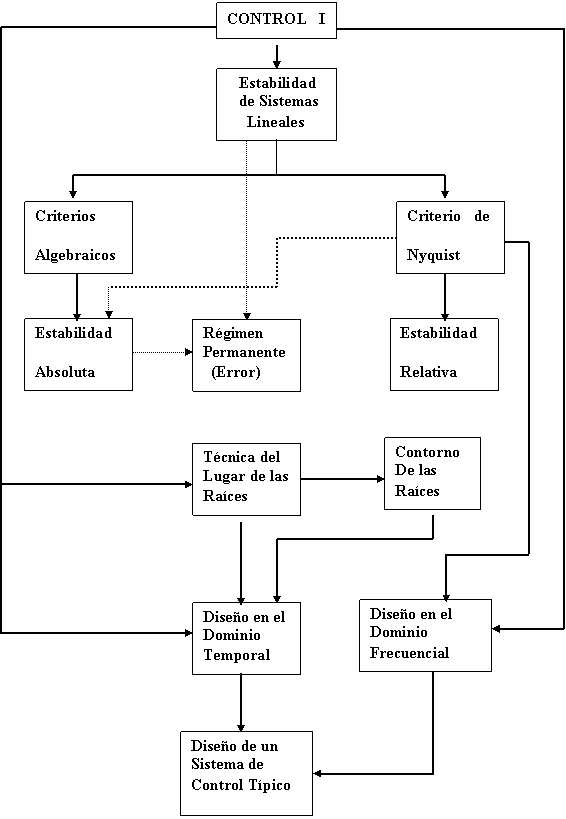 CONTROL I
Estabilidad
de Sistemas
Lineales
Criterios
Algebraicos
Criterio de
Nyquist
Estabilidad
Absoluta
Régimen
Permanente
(Error)
Estabilidad
Relativa
Técnica del
Lugar de las
Raíces
Contorno
De las
Raíces
Diseño en el
Dominio
Temporal
Diseño en el
Dominio
Frecuencial
Diseño de un
Sistema de
Control Típico